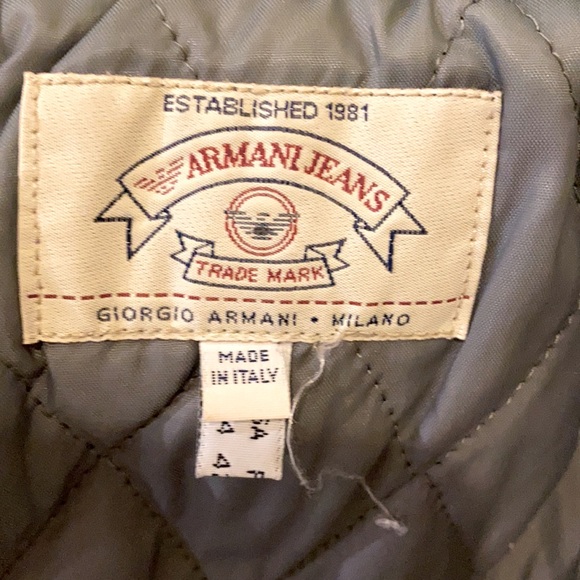 ESTABLISHED 1981
ARMANI JEANS
TRADE MARK
GIORGIO ARMANI • MILANO
MADE
IN ITALY